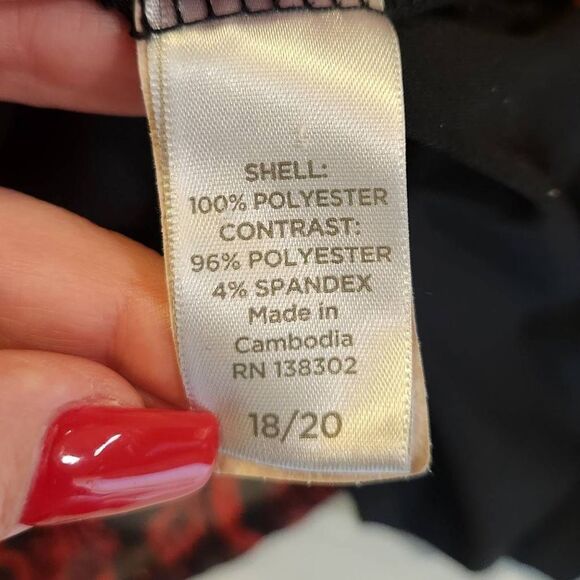 SHELL:
100% POLYESTER
CONTRAST:
96% POLYESTER
4% SPANDEX
Made in
Cambodia
RN 138302
18/20